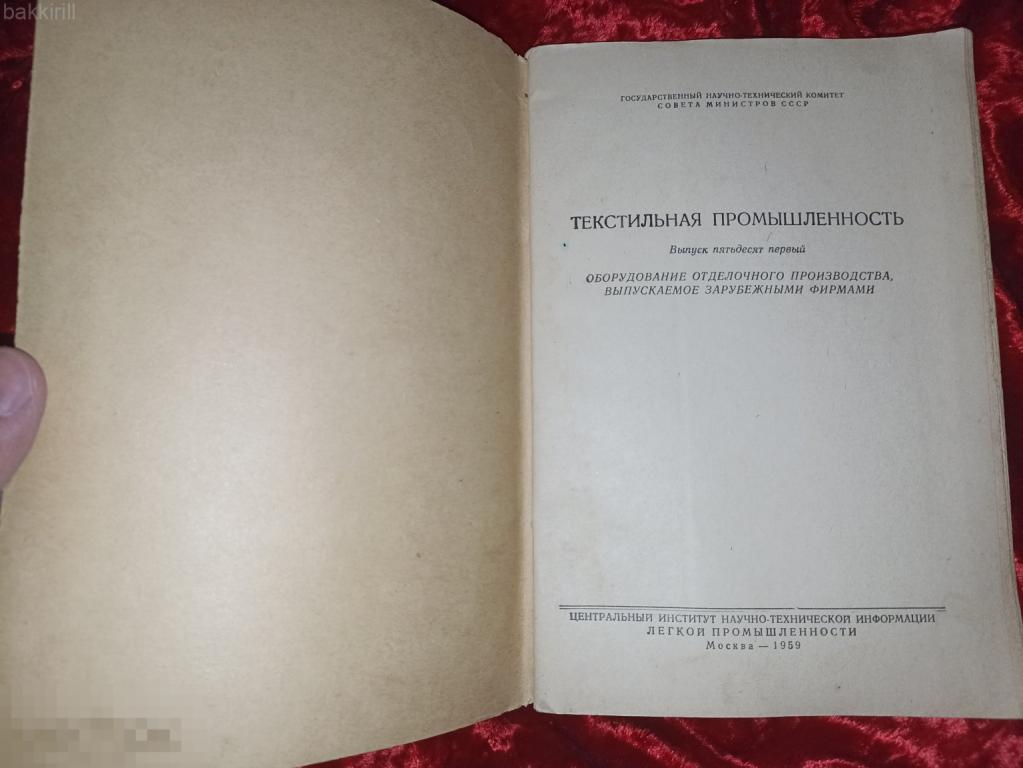 bakkirill
ГОСУДАРСТВЕННЫЙ НАУЧНО-ТЕХНИЧЕСКИЙ КОМИТЕТ
СОВЕТА МИНИСТРОВ СССР
ТЕКСТИЛЬНАЯ ПРОМЫШЛЕННОСТЬ
Выпуск пятьдесят первый
ОБОРУДОВАНИЕ ОТДЕЛОЧНОГО ПРОИЗВОДСТВА,
ВЫПУСКАЕМОЕ ЗАРУБЕЖНЫМИ ФИРМАМИ
ЦЕНТРАЛЬНЫЙ ИНСТИТУТ НАУЧНО-ТЕХНИЧЕСКОЙ ИНФОРМАЦИИ
ЛЕГКОЙ ПРОМЫШЛЕННОСТИ
Москва — 1959